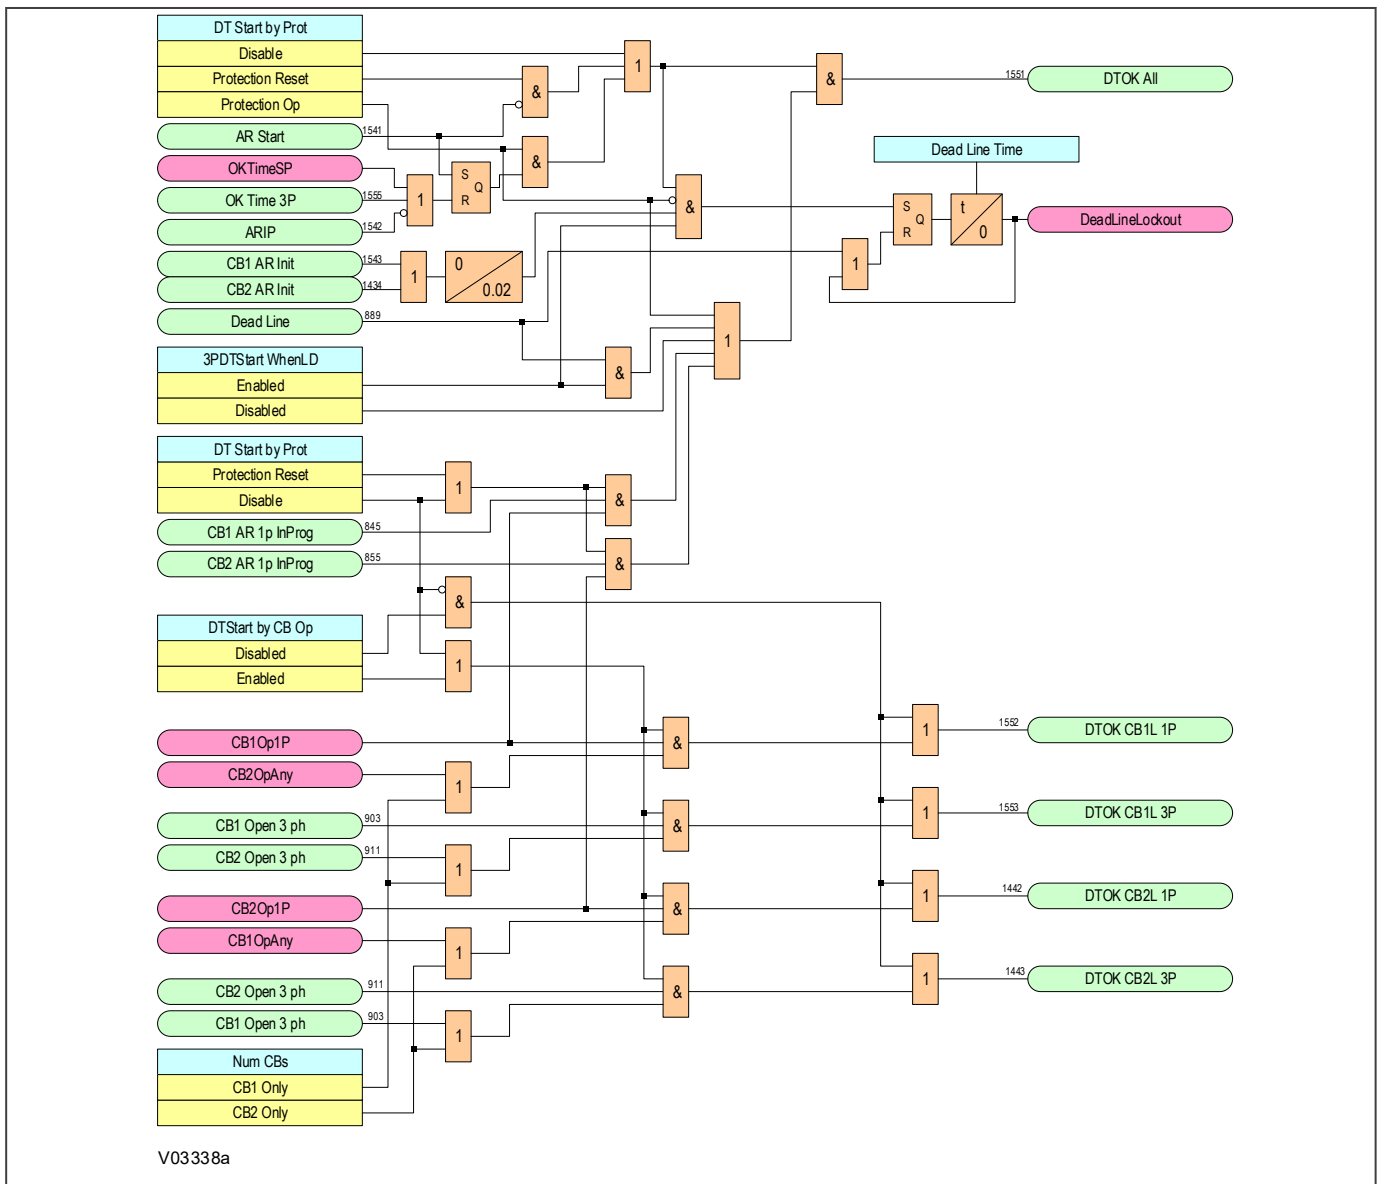 DT Start by Prot
Disable
Protection Reset
Protection Op
AR Start
1541
OKTimeSP
OK Time 3P
1555
ARIP
1542
CB1 AR Init
1543
CB2 AR Init
1434
Dead Line
889
3PDTStart WhenLD
Enabled
Disabled
DT Start by Prot
Protection Reset
Disable
CB1 AR 1p InProg
845
CB2 AR 1p InProg
855
DTStart by CB Op
Disabled
Enabled
CB1Op1P
CB2OpAny
CB1 Open 3 ph
903
CB2 Open 3 ph
911
CB2Op1P
CB1OpAny
CB2 Open 3 ph
911
CB1 Open 3 ph
903
Num CBs
CB1 Only
CB2 Only
1
&
&
1
S
Q
R
1
0
0.02
&
1
&
&
1
&
&
1
&
1
&
1
&
1
&
1
&
1
&
1
1
1
1
1551
DTOK All
Dead Line Time
S
Q
R
t
0
1
DeadLineLockout
1552
DTOK CB1L 1P
1553
DTOK CB1L 3P
1442
DTOK CB2L 1P
1443
DTOK CB2L 3P
V03338a